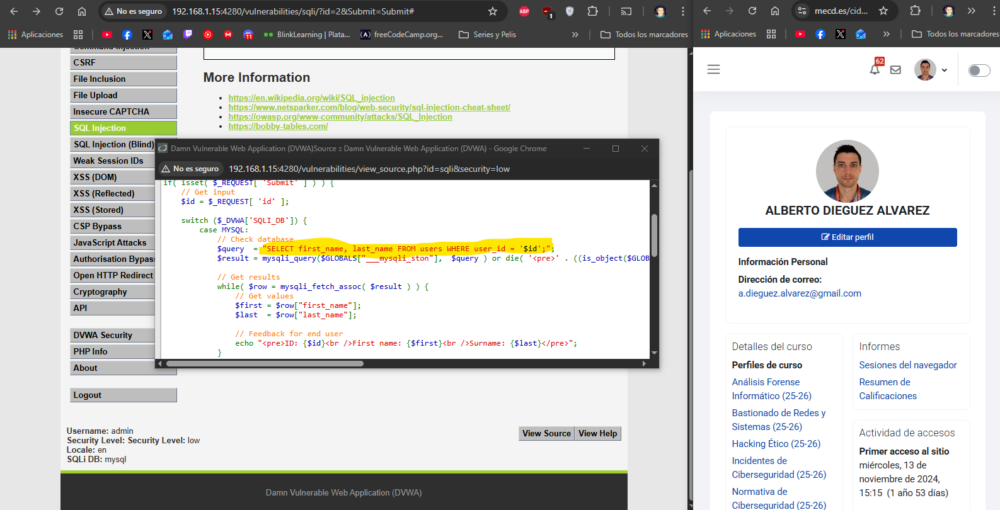 No es seguro
192.168.1.15:4280/vulnerabilities/sqli/?id=2&Submit=Submit#
ABP
1
Aplicaciones
11
BlinkLearning | Plata...
freeCodeCamp.org...
Series y Pelis
»
Todos los marcadores
Command Injection
CSRF
File Inclusion
File Upload
Insecure CAPTCHA
SQL Injection
SQL Injection (Blind)
Weak Session IDs
XSS (DOM)
XSS (Reflected)
XSS (Stored)
CSP Bypass
JavaScript Attacks
Authorisation Bypass
Open HTTP Redirect
Cryptography
API
DVWA Security
PHP Info
About
Logout
More Information
• https://en.wikipedia.org/wiki/SQL_injection
• https://www.netsparker.com/blog/web-security/sql-injection-cheat-sheet/
• https://owasp.org/www-community/attacks/SQL_Injection
• https://bobby-tables.com/
Damn Vulnerable Web Application (DVWA)Source :: Damn Vulnerable Web Application (DVWA) - Google Chrome
No es seguro
192.168.1.15:4280/vulnerabilities/view_source.php?id=sqli&security=low
if( isset( $_REQUEST[ 'Submit' ] ) ) {
// Get input
$id = $_REQUEST[ 'id' ];
switch ($_DVWA['SQLI_DB']) {
case MYSQL:
// Check database
$query  = "SELECT first_name, last_name FROM users WHERE user_id = '$id';";
$result = mysqli_query($GLOBALS["___mysqli_ston"],  $query ) or die( '<pre>' . ((is_object($GLOB
// Get results
while( $row = mysqli_fetch_assoc( $result ) ) {
// Get values
$first = $row["first_name"];
$last  = $row["last_name"];
// Feedback for end user
echo "<pre>ID: {$id}<br />First name: {$first}<br />Surname: {$last}</pre>";
}
Username: admin
Security Level: Security Level: low
Locale: en
SQLi DB: mysql
View Source
View Help
Damn Vulnerable Web Application (DVWA)
mecd.es/cid...
»
Aplicaciones
»
Todos los marcadores
62
ALBERTO DIEGUEZ ALVAREZ
Editar perfil
Información Personal
Dirección de correo:
a.dieguez.alvarez@gmail.com
Detalles del curso
Perfiles de curso
Análisis Forense
Informático (25-26)
Bastionado de Redes y
Sistemas (25-26)
Hacking Ético (25-26)
Incidentes de
Ciberseguridad (25-26)
Normativa de
Ciberseguridad (25-26)
Informes
Sesiones del navegador
Resumen de
Calificaciones
Actividad de accesos
Primer acceso al sitio
miércoles, 13 de
noviembre de 2024,
15:15  (1 año 53 días)